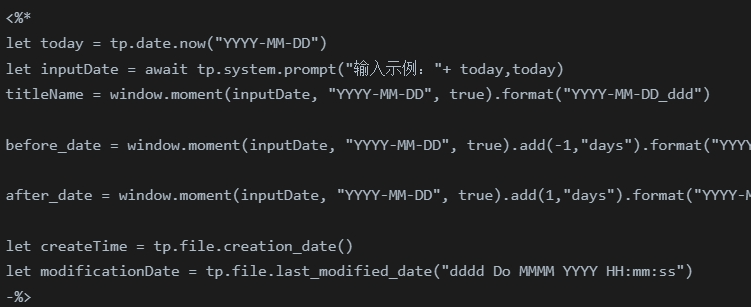 <%*
let today = tp.date.now("YYYY-MM-DD")
let inputDate = await tp.system.prompt("输入示例："+ today,today)
titleName = window.moment(inputDate, "YYYY-MM-DD", true).format("YYYY-MM-DD_ddd")
before_date = window.moment(inputDate, "YYYY-MM-DD", true).add(-1,"days").format("YYYY
after_date = window.moment(inputDate, "YYYY-MM-DD", true).add(1,"days").format("YYYY-M
let createTime = tp.file.creation_date()
let modificationDate = tp.file.last_modified_date("dddd Do MMMM YYYY HH:mm:ss")
-%>